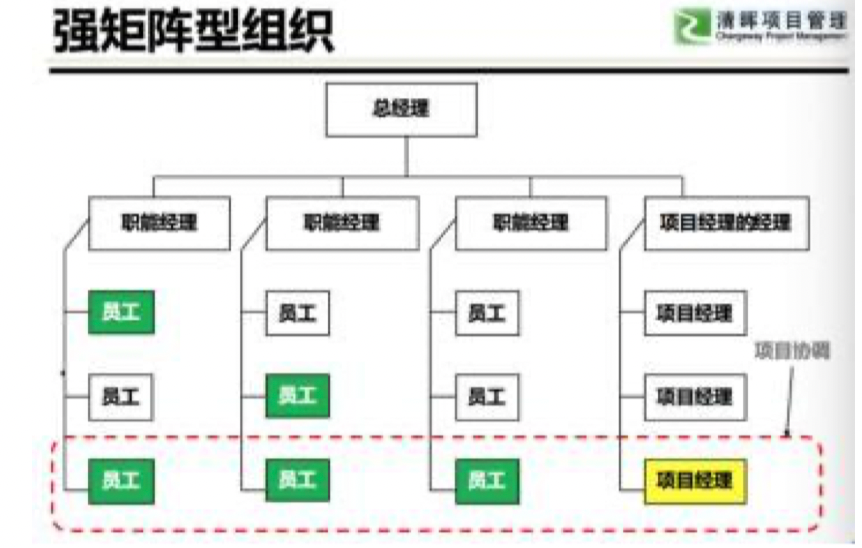 强矩阵型组织
清晖项目管理
Changeway Project Management
总经理
职能经理
职能经理
职能经理
项目经理的经理
员工
员工
员工
项目经理
项目协调
员工
员工
员工
项目经理
员工
员工
员工
项目经理